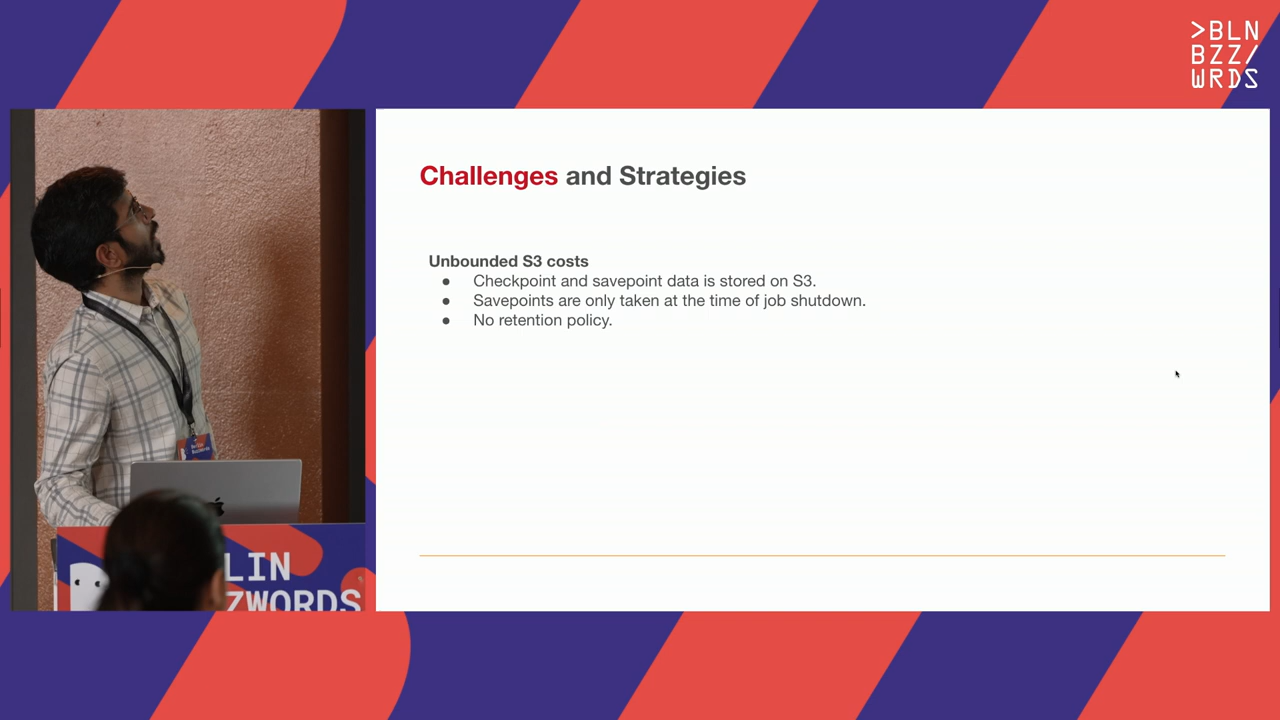 >BLN
BZZ/
WRDS
Challenges and Strategies
Unbounded S3 costs
● Checkpoint and savepoint data is stored on S3.
● Savepoints are only taken at the time of job shutdown.
● No retention policy.
LIN
ZWORDS